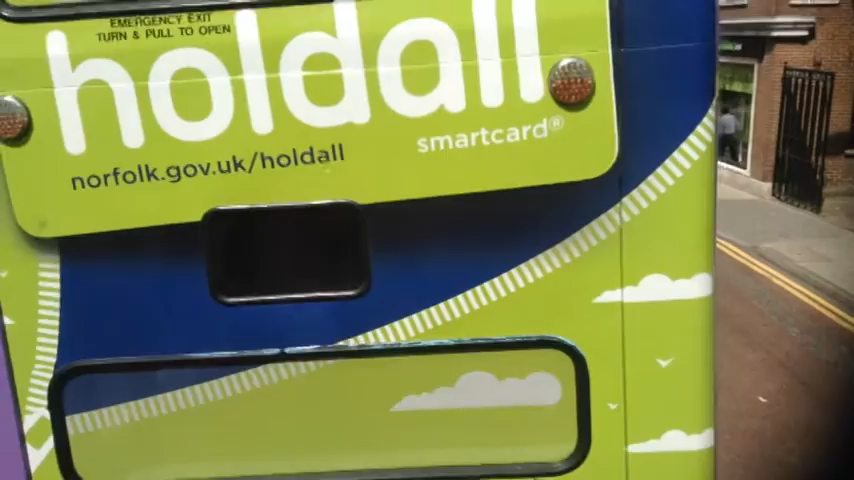 EMERGENCY EXIT
TURN & PULL TO OPEN
holdall
smartcard®
norfolk.gov.uk/holdall